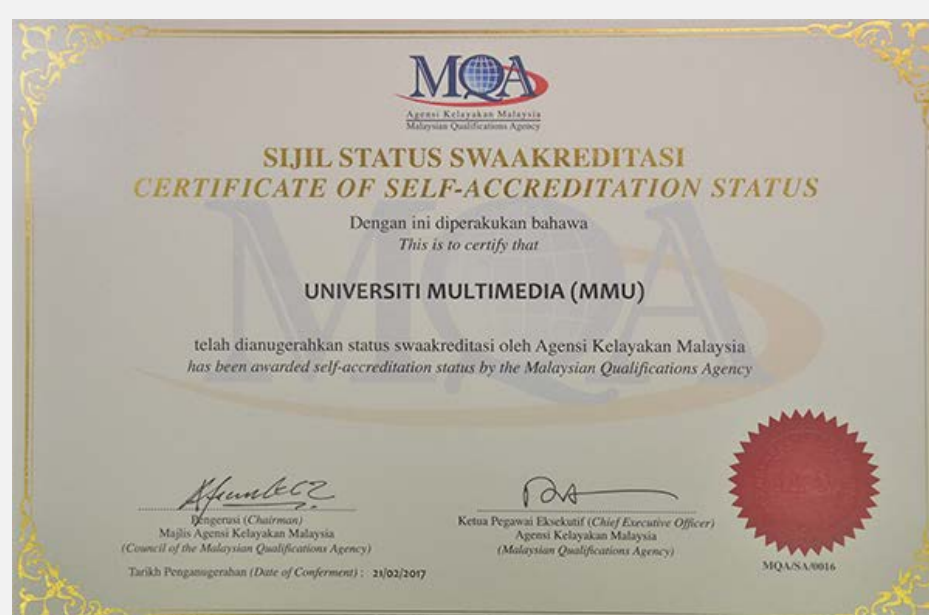 MQA
Agensi Kelayakan Malaysia
Malaysian Qualifications Agency
SIJIL STATUS SWAAKREDITASI
CERTIFICATE OF SELF-ACCREDITATION STATUS
Dengan ini diperakukan bahawa
This is to certify that
UNIVERSITI MULTIMEDIA (MMU)
telah dianugerahkan status swaakreditasi oleh Agensi Kelayakan Malaysia
has been awarded self-accreditation status by the Malaysian Qualifications Agency
Pengerusi (Chairman)
Majlis Agensi Kelayakan Malaysia
(Council of the Malaysian Qualifications Agency)
Tarikh Penganugerahan (Date of Conferment) : 21/02/2017
Ketua Pegawai Eksekutif (Chief Executive Officer)
Agensi Kelayakan Malaysia
(Malaysian Qualifications Agency)
MQA/SA/0016